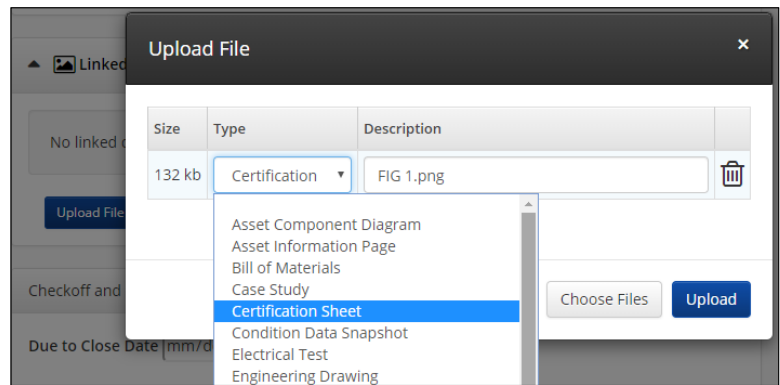 Upload File ×
Linked
Size Type Description
No linked
132 kb Certification FIG 1.png
Upload File
Asset Component Diagram
Asset Information Page
Bill of Materials
Case Study
Certification Sheet
Condition Data Snapshot
Electrical Test
Engineering Drawing
Choose Files Upload
Checkoff and
Due to Close Date mm/d